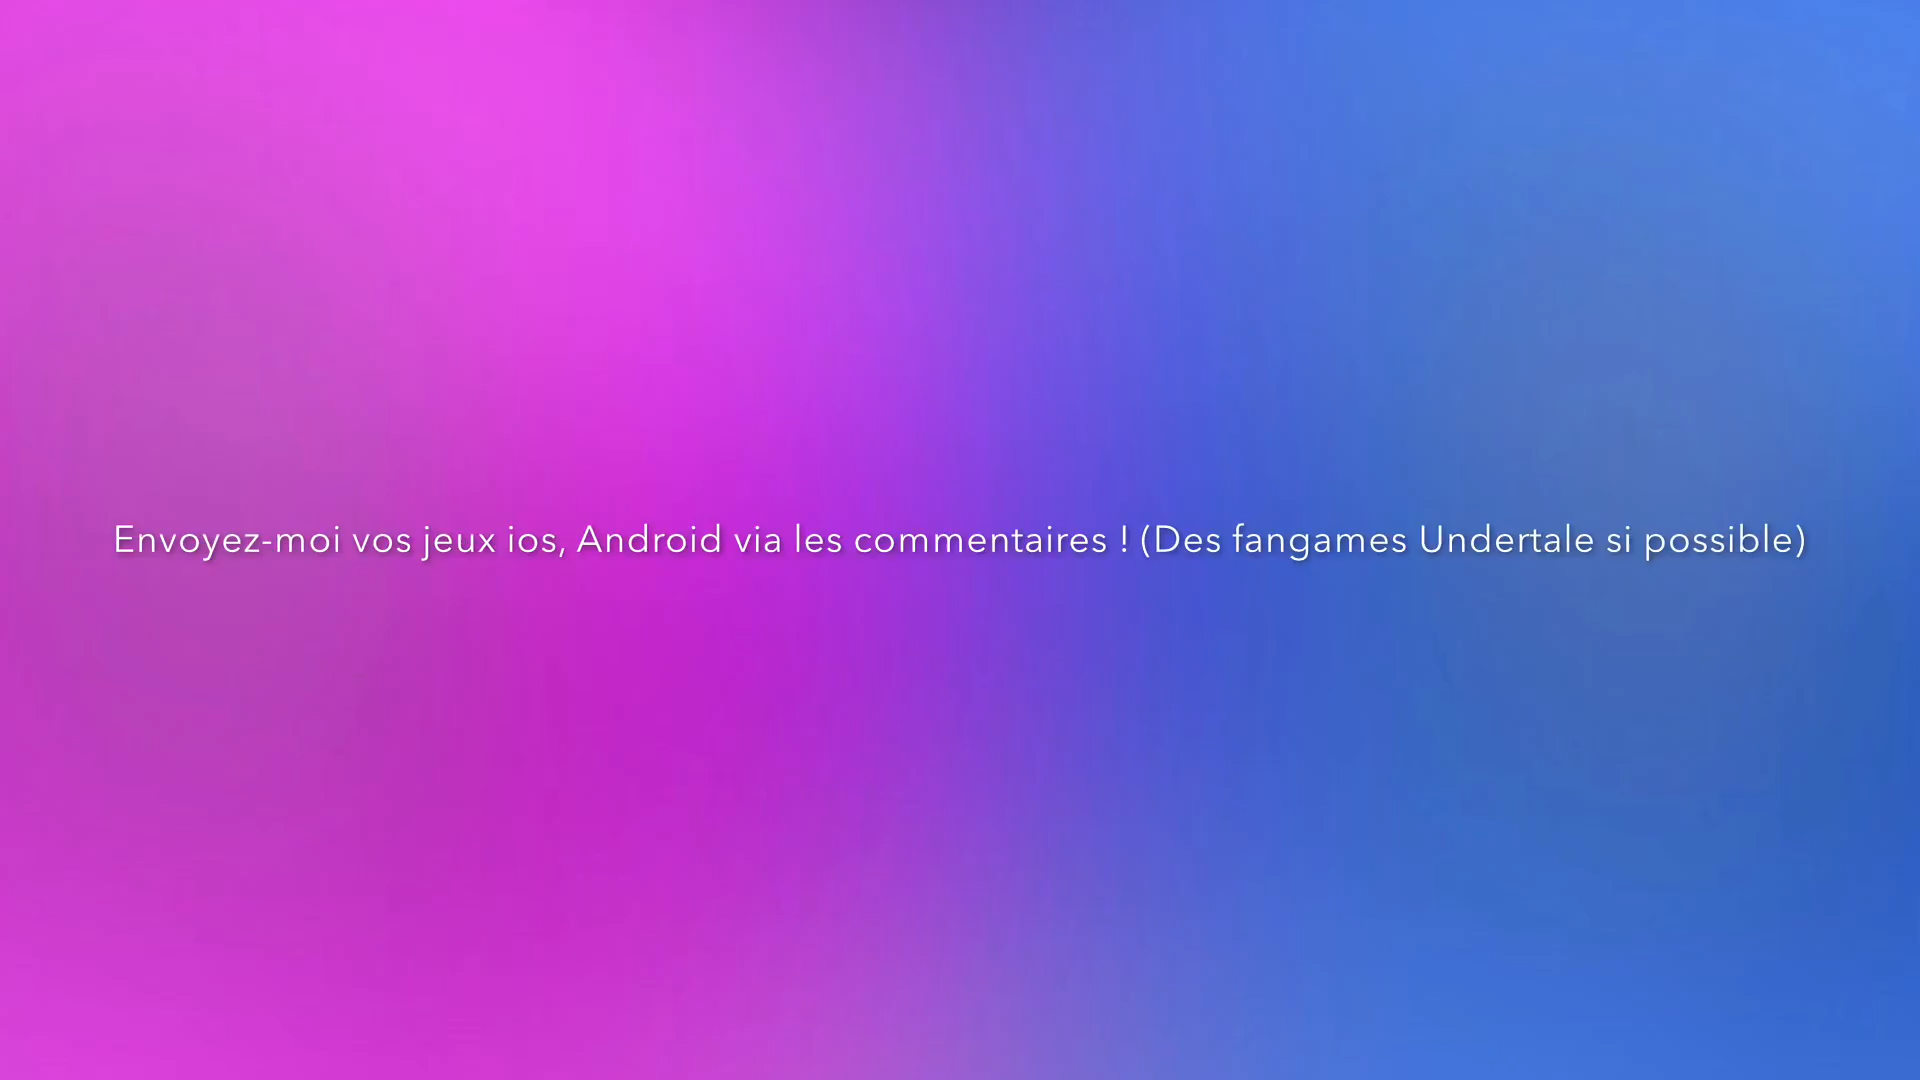 Envoyez-moi vos jeux ios, Android via les commentaires ! (Des fangames Undertale si possible)